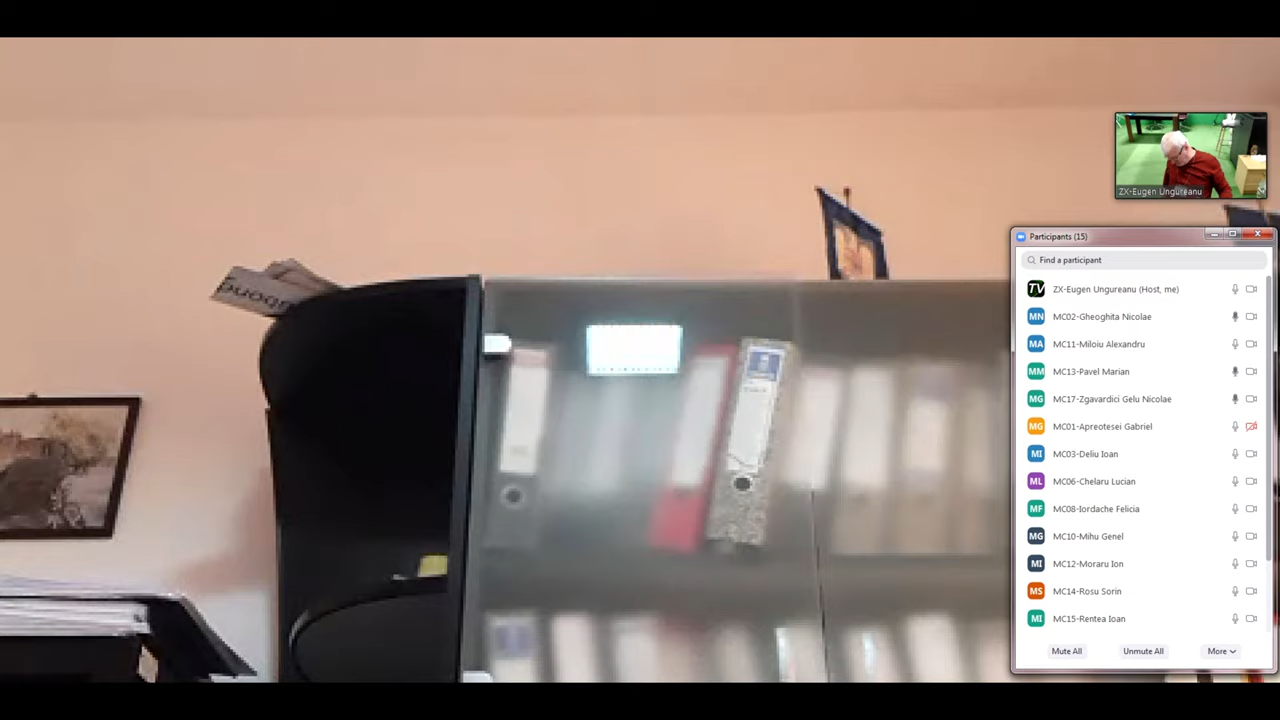 ZX-Eugen Ungureanu
Participants (15)
Find a participant
TV ZX-Eugen Ungureanu (Host, me)
MN MC02-Gheoghita Nicolae
MA MC11-Miloiu Alexandru
MM MC13-Pavel Marian
MG MC17-Zgavardici Gelu Nicolae
MG MC01-Apreotesei Gabriel
MI MC03-Deliu Ioan
ML MC06-Chelaru Lucian
MF MC08-Iordache Felicia
MG MC10-Mihu Genel
MI MC12-Moraru Ion
MS MC14-Rosu Sorin
MI MC15-Rentea Ioan
Mute All Unmute All More